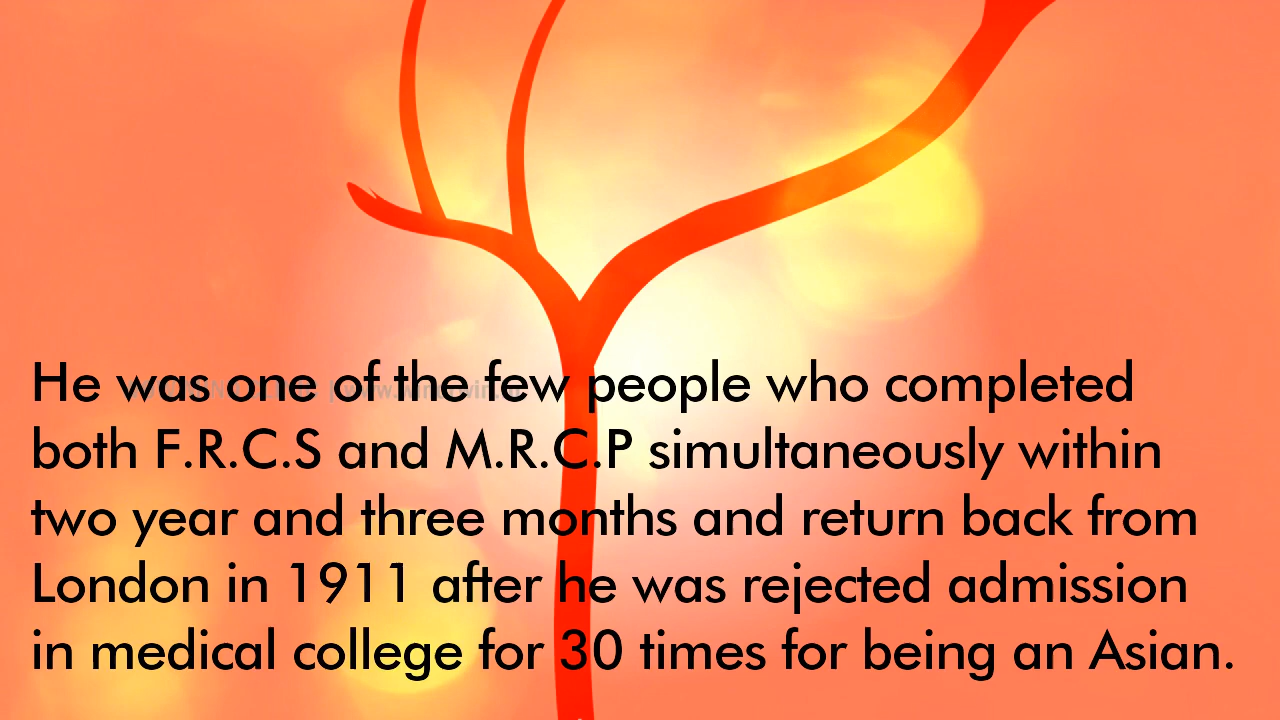 He was one of the few people who completed
both F.R.C.S and M.R.C.P simultaneously within
two year and three months and return back from
London in 1911 after he was rejected admission
in medical college for 30 times for being an Asian.